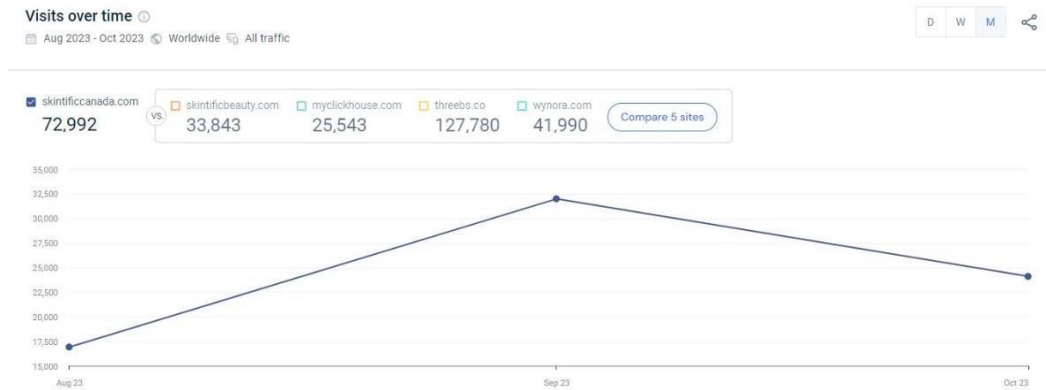 Visits over time
Aug 2023 - Oct 2023 Worldwide All traffic
D W M
skintificcanada.com
72,992
VS.
skintificbeauty.com
33,843
myclickhouse.com
25,543
threebs.co
127,780
wynora.com
41,990
Compare 5 sites
35,000
32,500
30,000
27,500
25,000
22,500
20,000
17,500
15,000
Aug 23 Sep 23 Oct 23